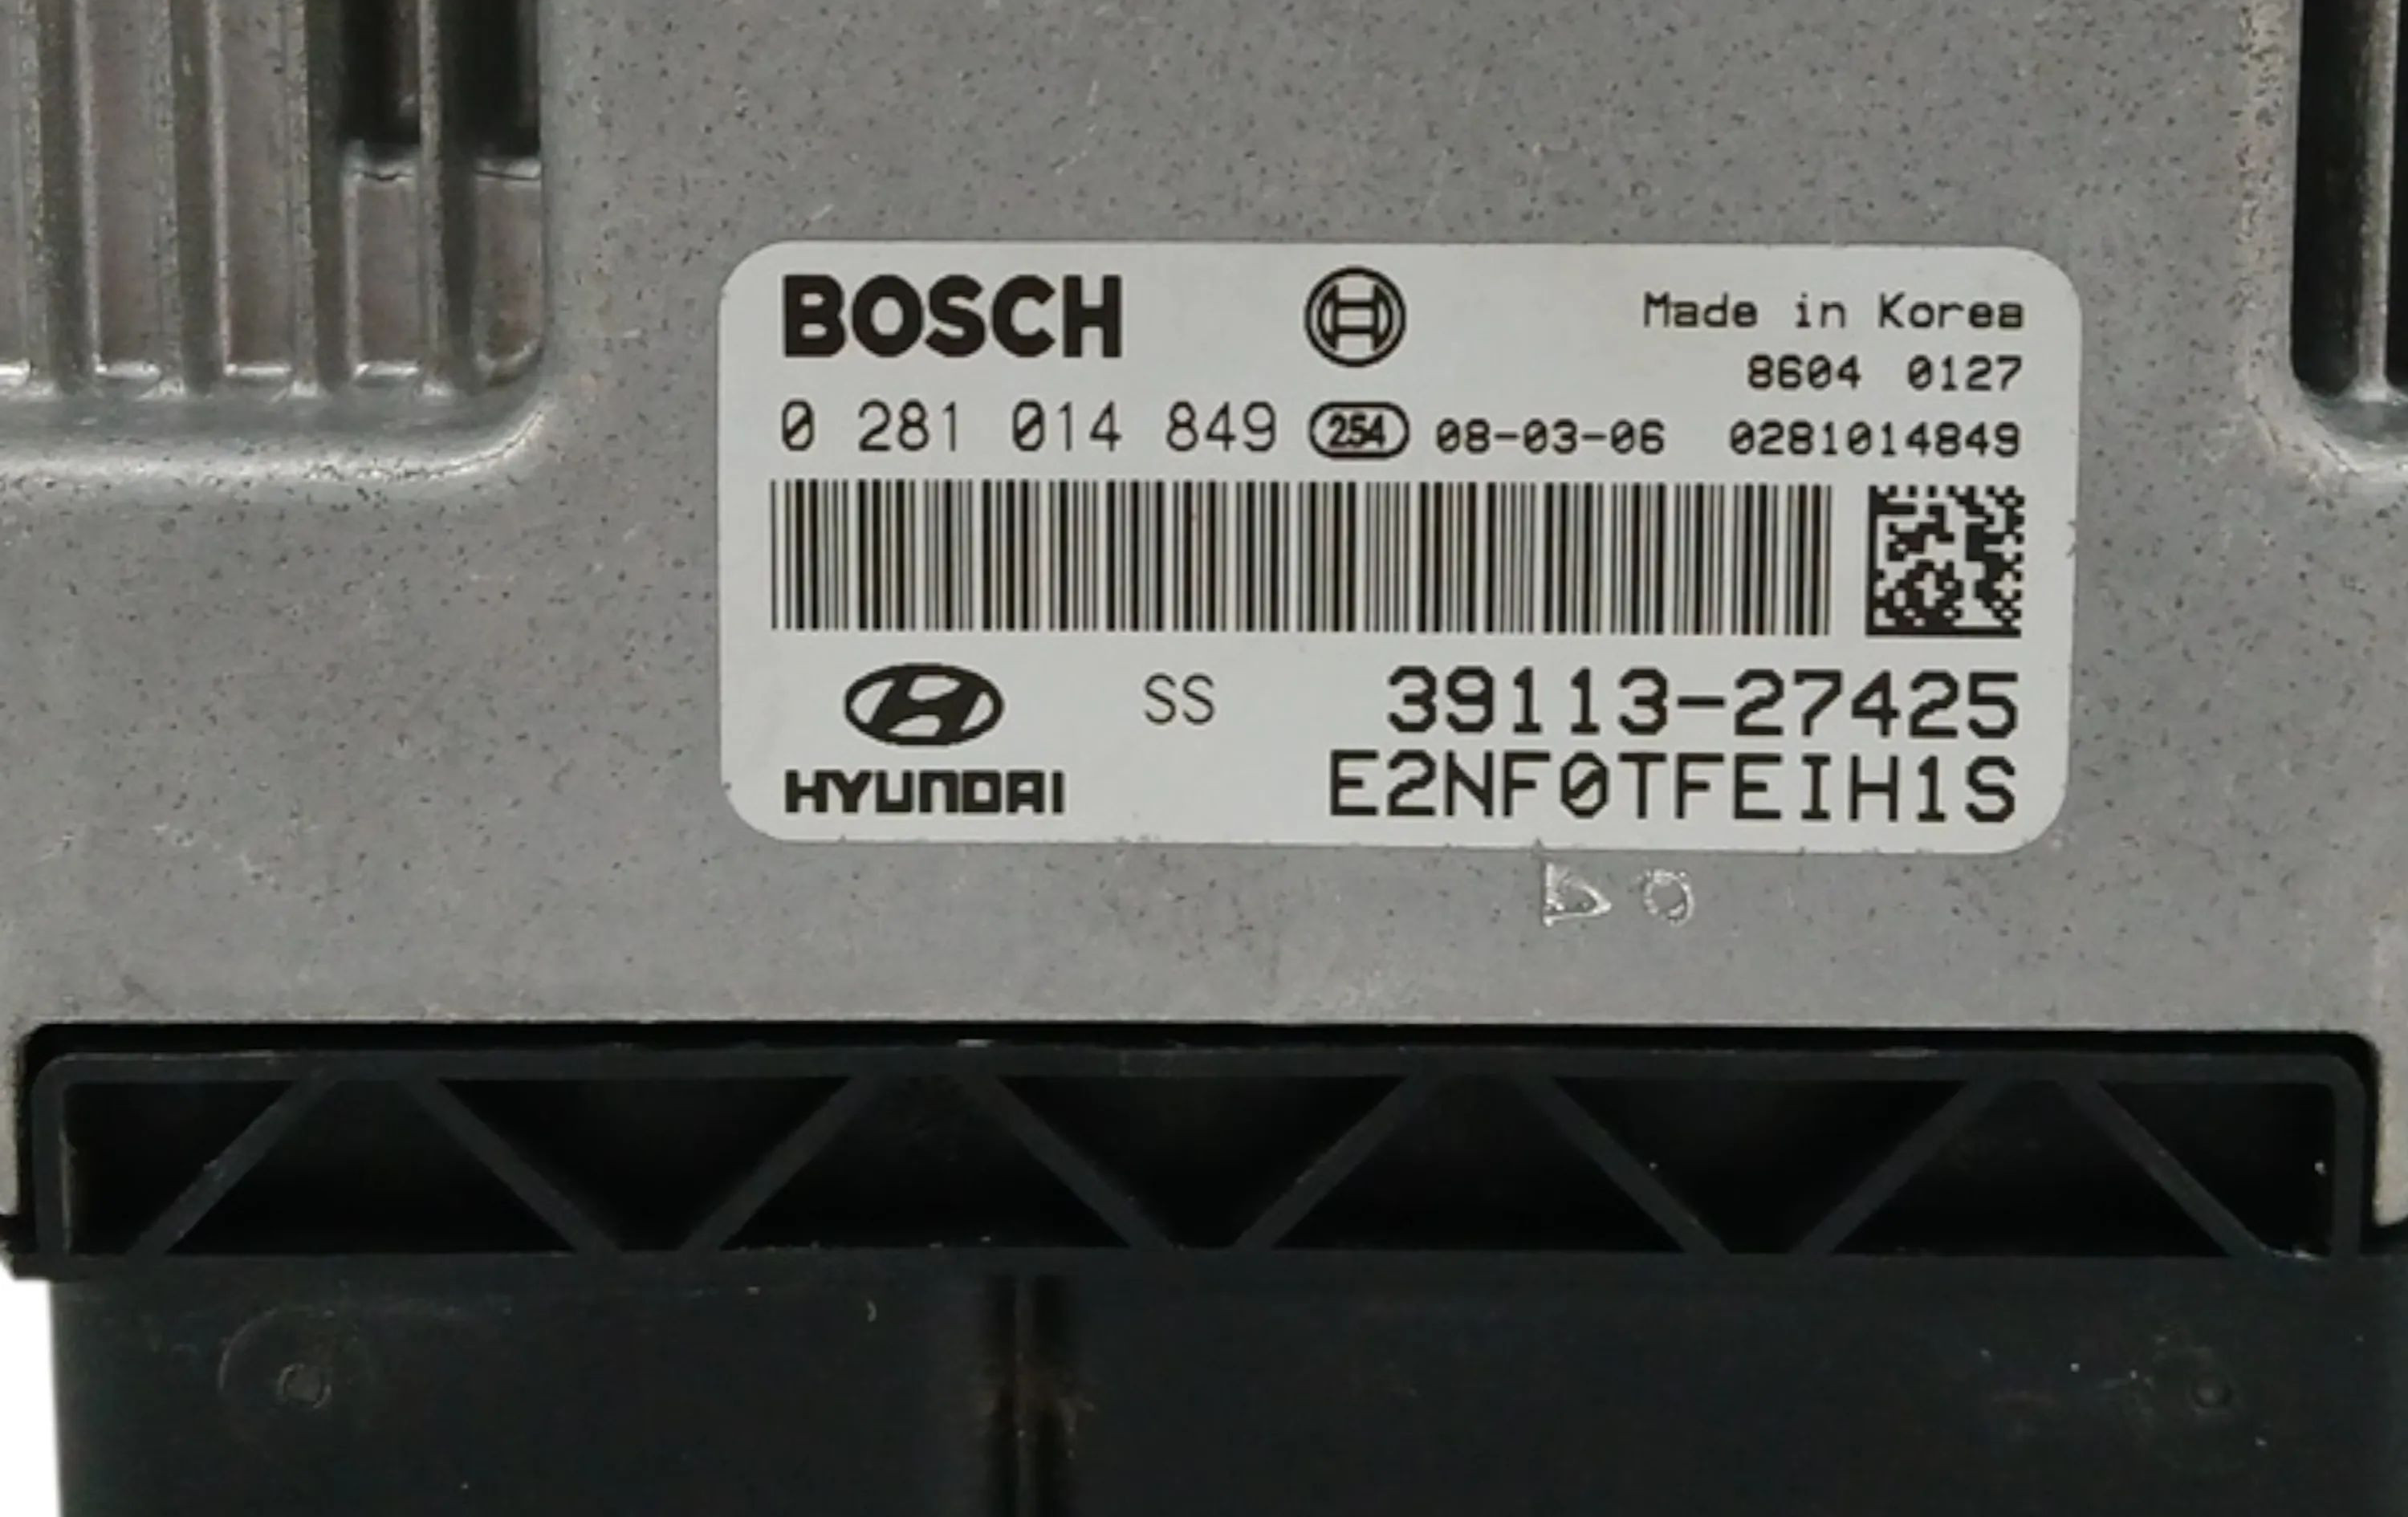 BOSCH
Made in Korea
8604 0127
0 281 014 849 254 08-03-06 0281014849
SS 39113-27425
HYUNDAI E2NF0TFEIH1S